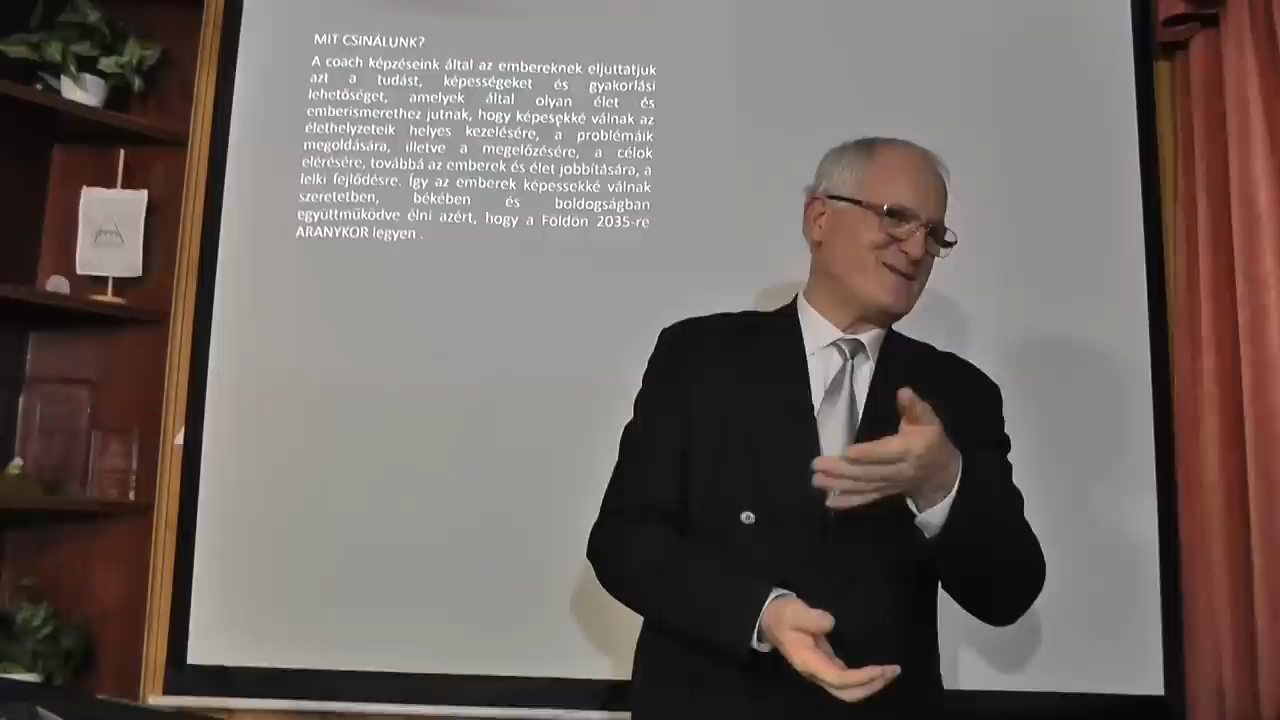 MIT CSINÁLUNK?
A coach képzéseink által az embereknek eljuttatjuk
azt a tudást, képességeket és gyakorlási
lehetőséget, amelyek által olyan élet és
emberismerethez jutnak, hogy képesekké válnak az
élethelyzeteik helyes kezelésére, a problémáik
megoldására, illetve a megelőzésére, a célok
elérésére, továbbá az emberek és élet jobbítására, a
lelki fejlődésre. Így az emberek képessekké válnak
szeretetben, békében és boldogságban
együttműködve élni azért, hogy a Földön 2035-re
ARANYKOR legyen .